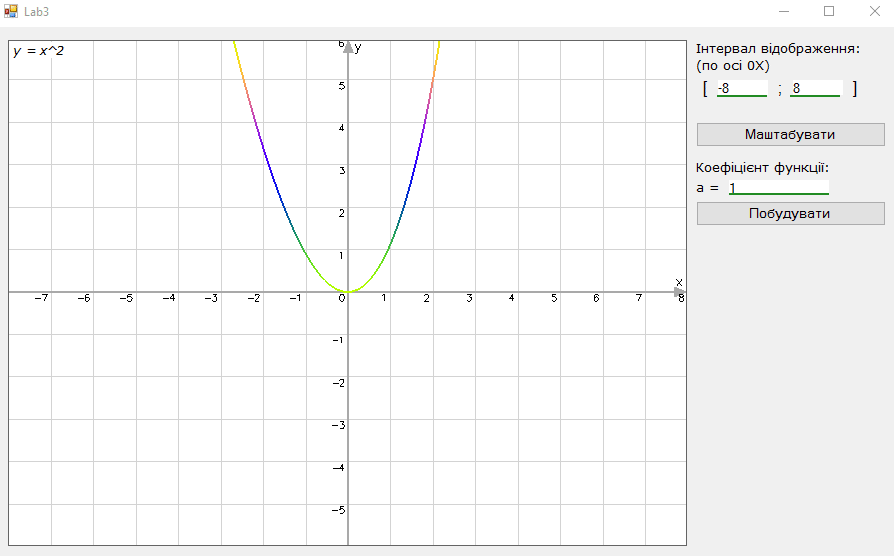 Lab3
y = x^2
6
y
5
4
3
2
1
x
-7 -6 -5 -4 -3 -2 -1 0 1 2 3 4 5 6 7 8
-1
-2
-3
-4
-5
Інтервал відображення:
(по осі 0X)
[ -8 ; 8 ]
Маштабувати
Коефіцієнт функції:
a = 1
Побудувати